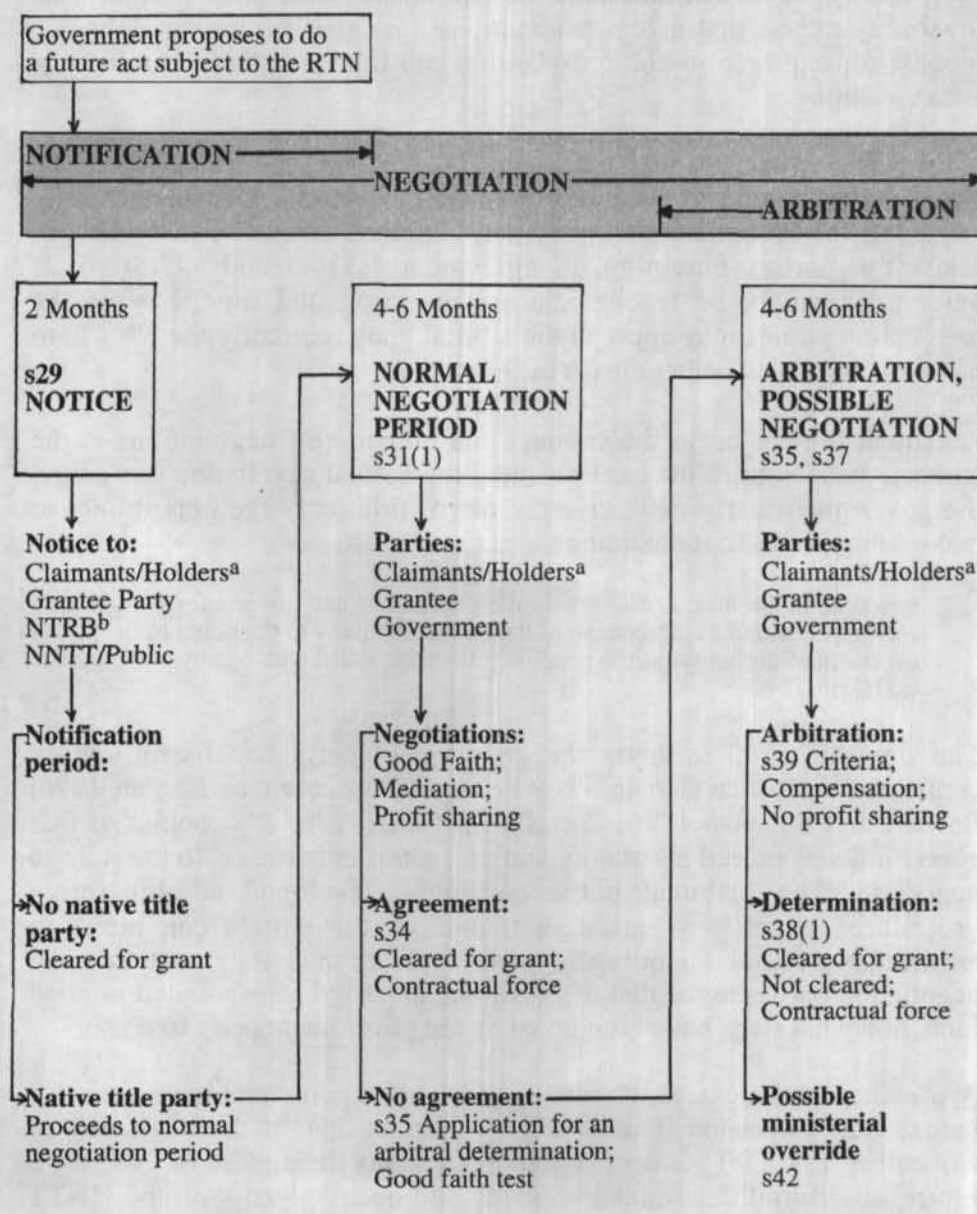 Government proposes to do
a future act subject to the RTN
NOTIFICATION
NEGOTIATION
ARBITRATION
2 Months
s29
NOTICE
Notice to:
Claimants/Holdersa
Grantee Party
NTRBb
NNTT/Public
Notification
period:
No native title
party:
Cleared for grant
Native title party:
Proceeds to normal
negotiation period
4-6 Months
NORMAL
NEGOTIATION
PERIOD
s31(1)
Parties:
Claimants/Holdersa
Grantee
Government
Negotiations:
Good Faith;
Mediation;
Profit sharing
Agreement:
s34
Cleared for grant;
Contractual force
No agreement:
s35 Application for an
arbitral determination;
Good faith test
4-6 Months
ARBITRATION,
POSSIBLE
NEGOTIATION
s35, s37
Parties:
Claimants/Holdersa
Grantee
Government
Arbitration:
s39 Criteria;
Compensation;
No profit sharing
Determination:
s38(1)
Cleared for grant;
Not cleared;
Contractual force
Possible
ministerial
override
s42